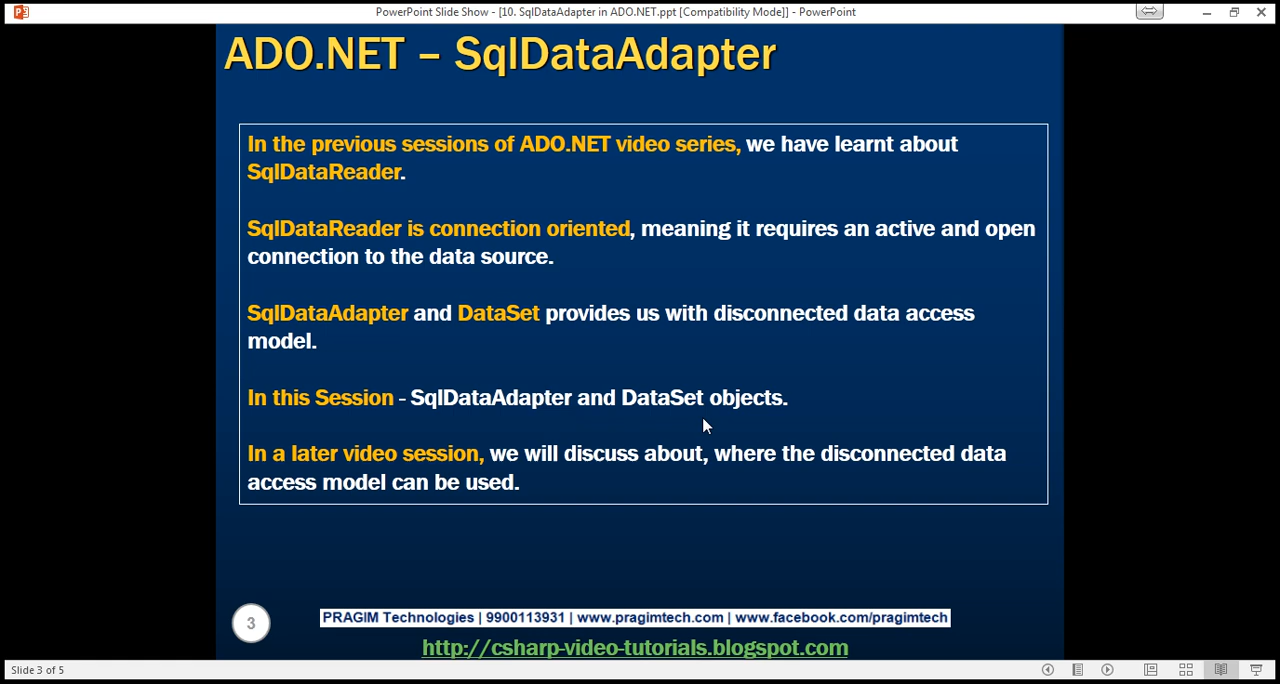 PowerPoint Slide Show - [10. SqlDataAdapter in ADO.NET.ppt [Compatibility Mode]] - PowerPoint
ADO.NET – SqlDataAdapter
In the previous sessions of ADO.NET video series, we have learnt about
SqlDataReader.
SqlDataReader is connection oriented, meaning it requires an active and open
connection to the data source.
SqlDataAdapter and DataSet provides us with disconnected data access
model.
In this Session - SqlDataAdapter and DataSet objects.
In a later video session, we will discuss about, where the disconnected data
access model can be used.
3
PRAGIM Technologies | 9900113931 | www.pragimtech.com | www.facebook.com/pragimtech
http://csharp-video-tutorials.blogspot.com
Slide 3 of 5